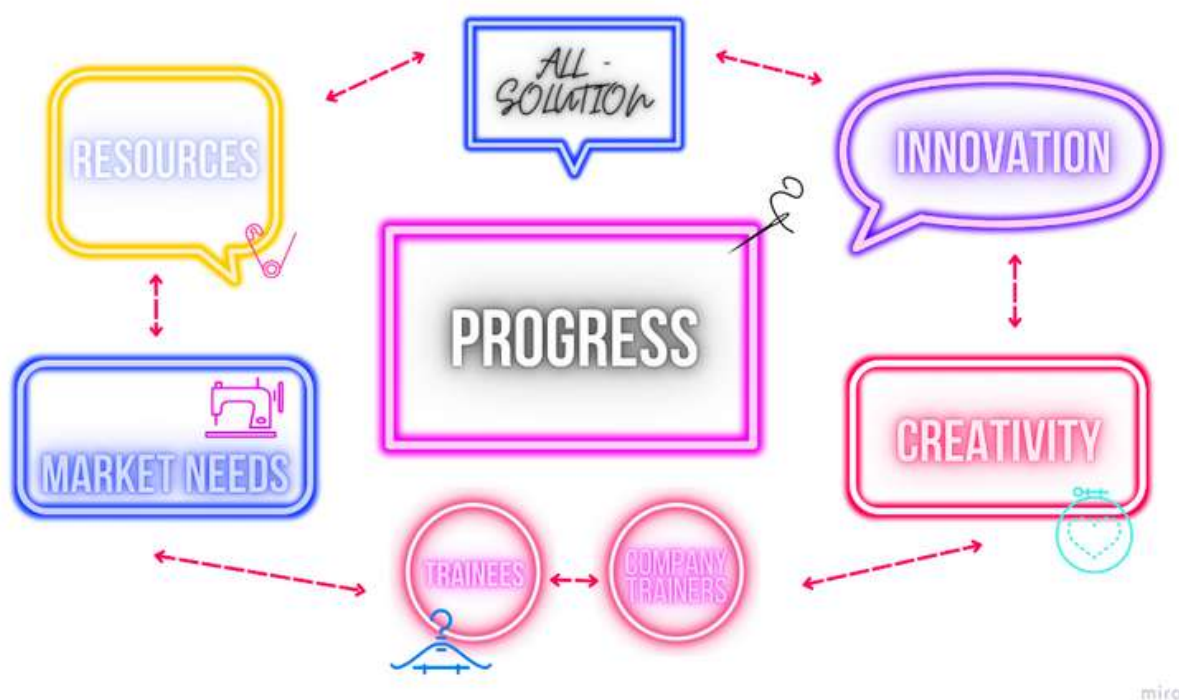 ALL -
SOLUTION
RESOURCES
INNOVATION
PROGRESS
MARKET NEEDS
CREATIVITY
TRAINEES
COMPANY
TRAINERS
miro